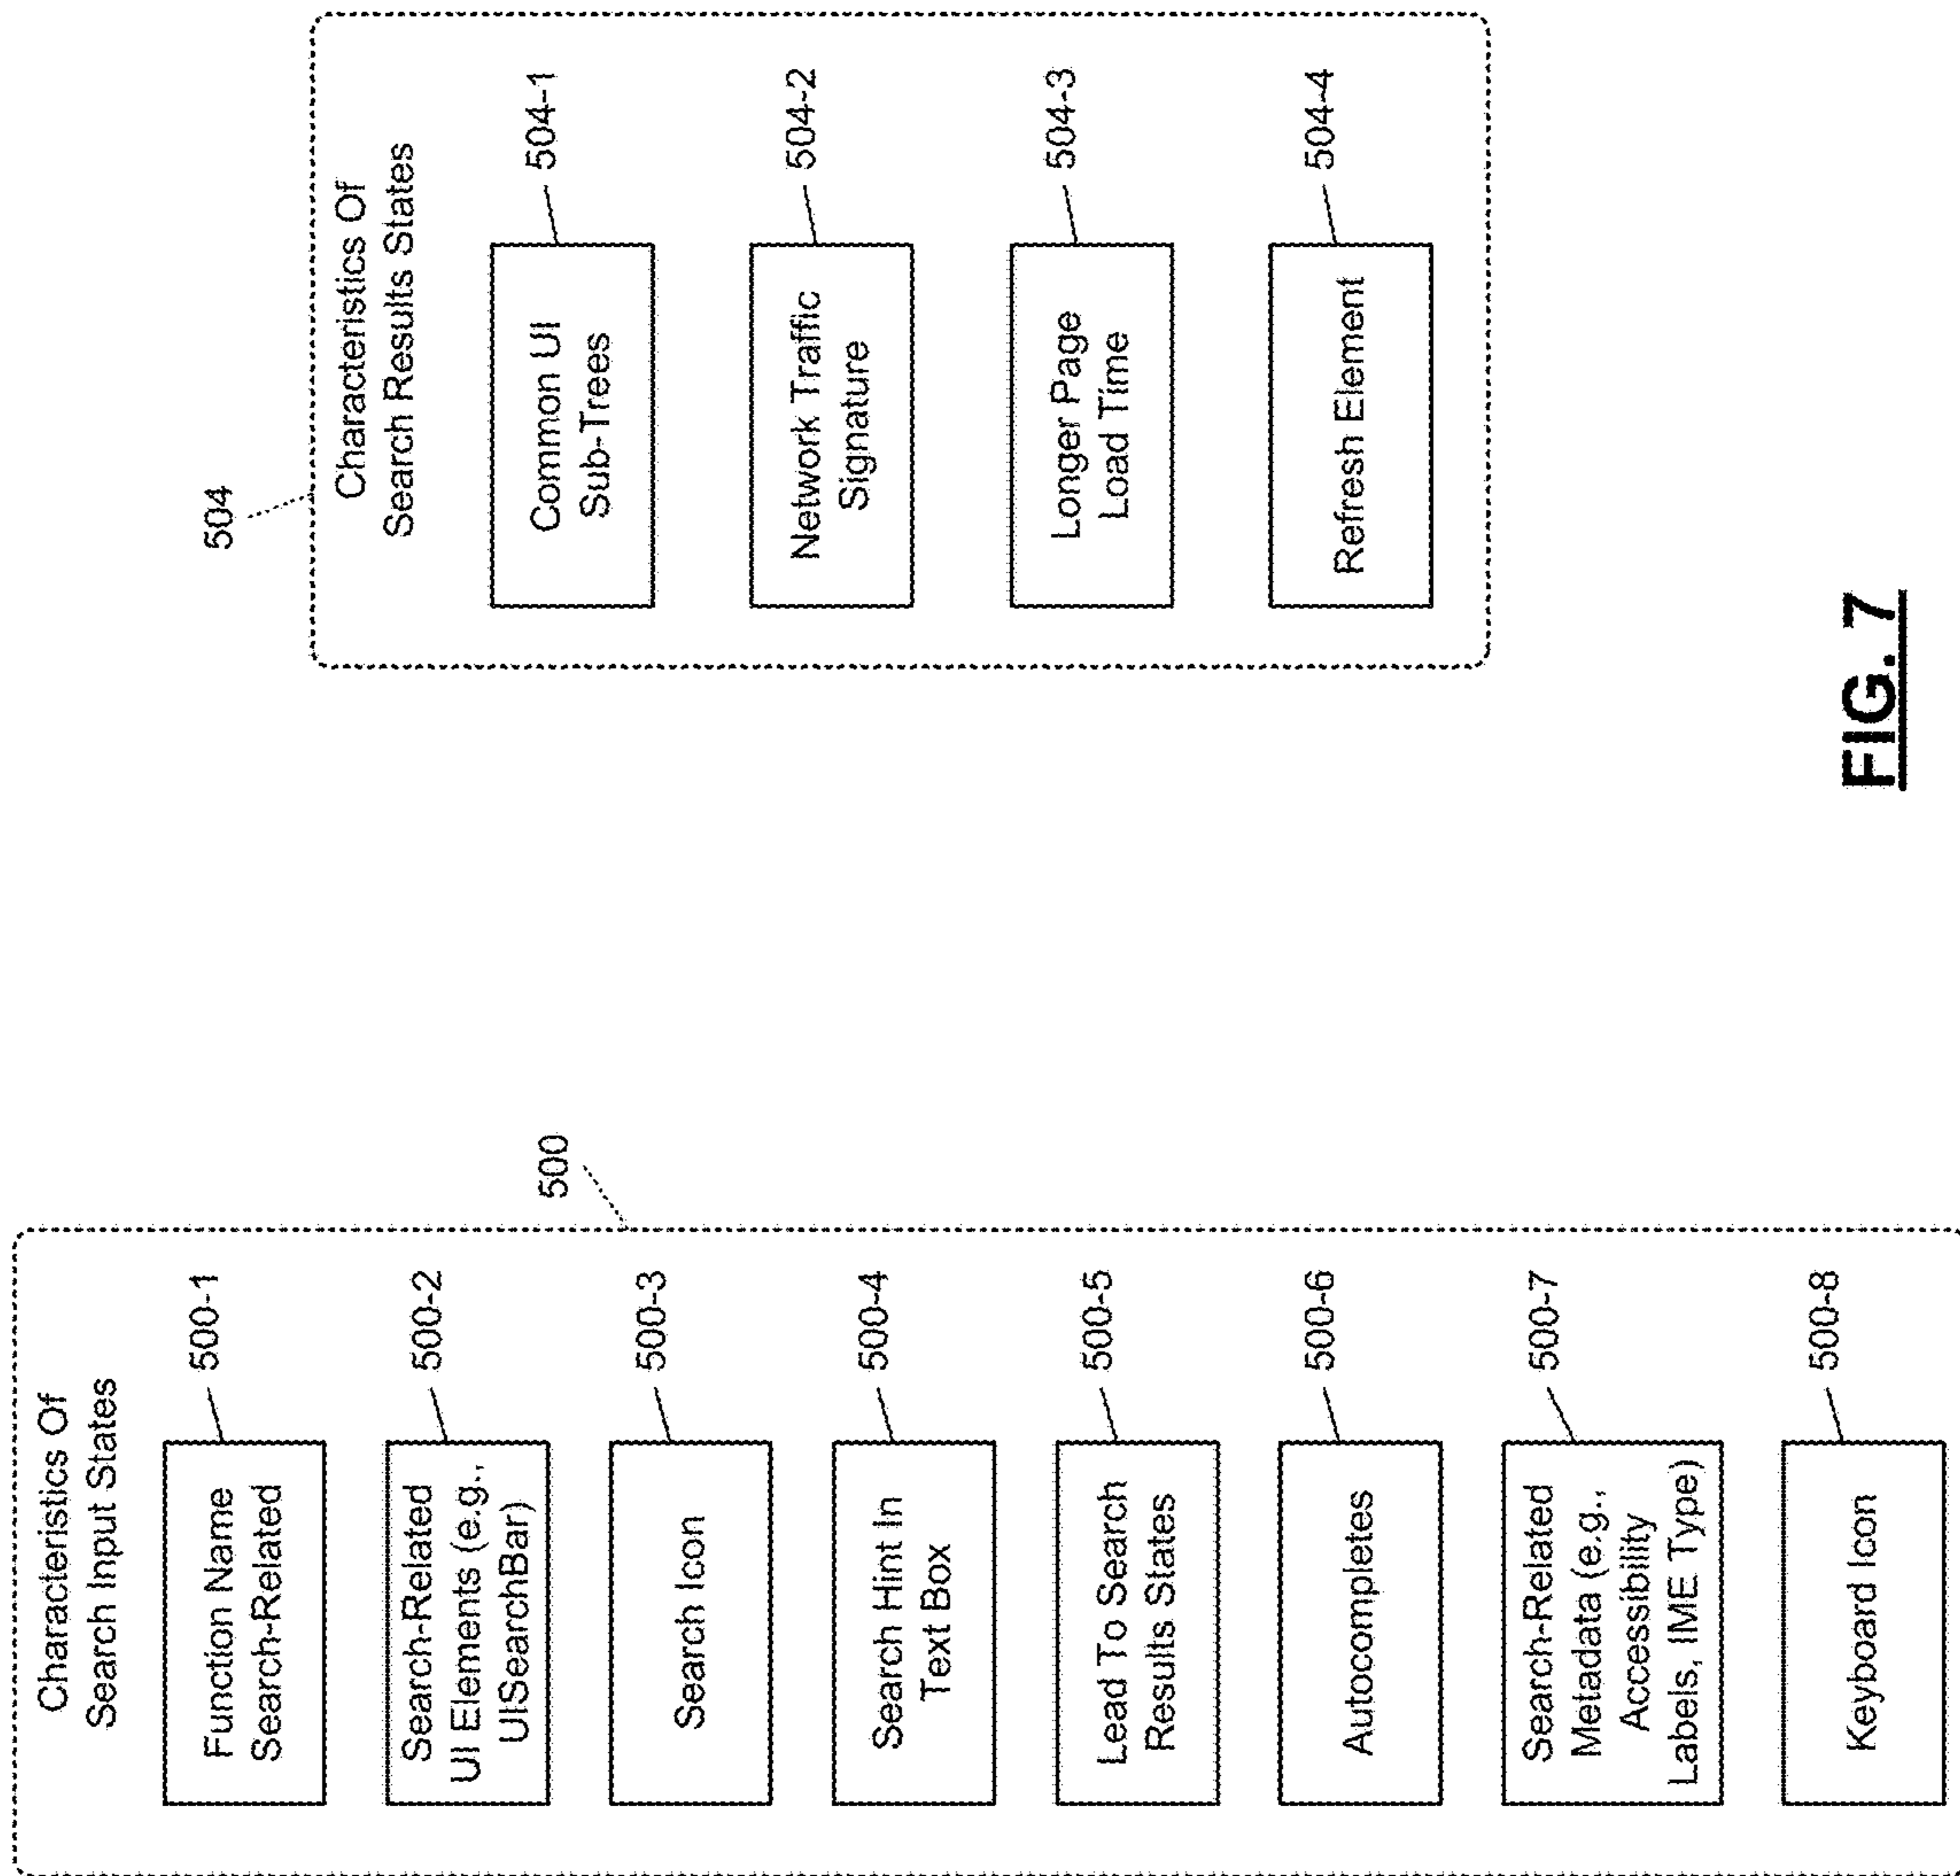 500
Characteristics Of
Search Input States
Function Name
Search-Related
500-1
Search-Related
UI Elements (e.g.,
UISearchBar)
500-2
Search Icon
500-3
Search Hint In
Text Box
500-4
Lead To Search
Results States
500-5
Autocompletes
500-6
Search-Related
Metadata (e.g.,
Accessibility
Labels, IME Type)
500-7
Keyboard Icon
500-8
504
Characteristics Of
Search Results States
Common UI
Sub-Trees
504-1
Network Traffic
Signature
504-2
Longer Page
Load Time
504-3
Refresh Element
504-4
FIG. 7